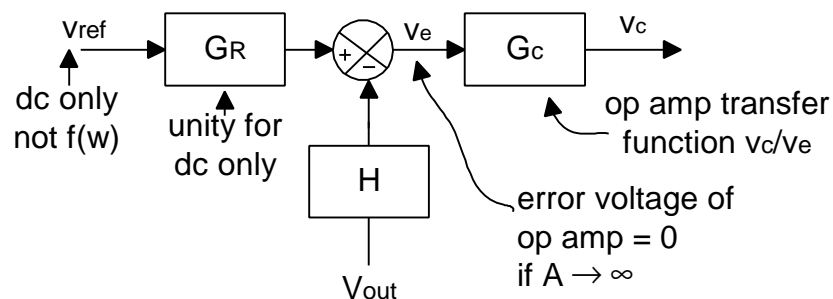 vref
GR
+
−
ve
Gc
vc
dc only
not f(w)
unity for
dc only
op amp transfer
function vc/ve
H
error voltage of
op amp = 0
if A → ∞
Vout